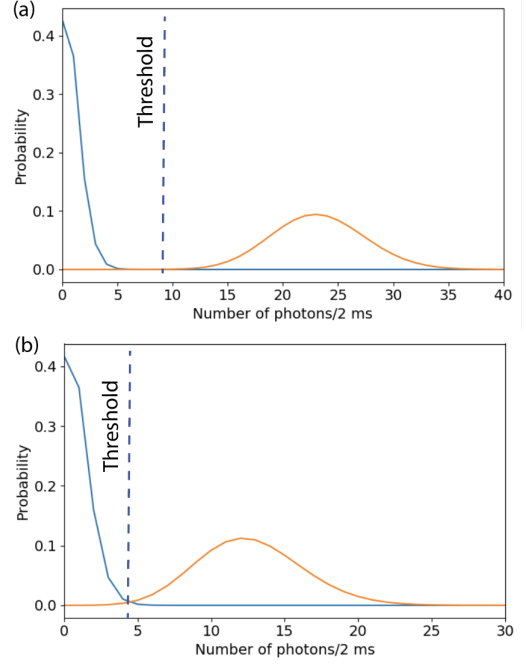 (a)
0.4
0.3
0.2
0.1
0.0
Probability
Threshold
0 5 10 15 20 25 30 35 40
Number of photons/2 ms
(b)
0.4
0.3
0.2
0.1
0.0
Probability
Threshold
0 5 10 15 20 25 30
Number of photons/2 ms